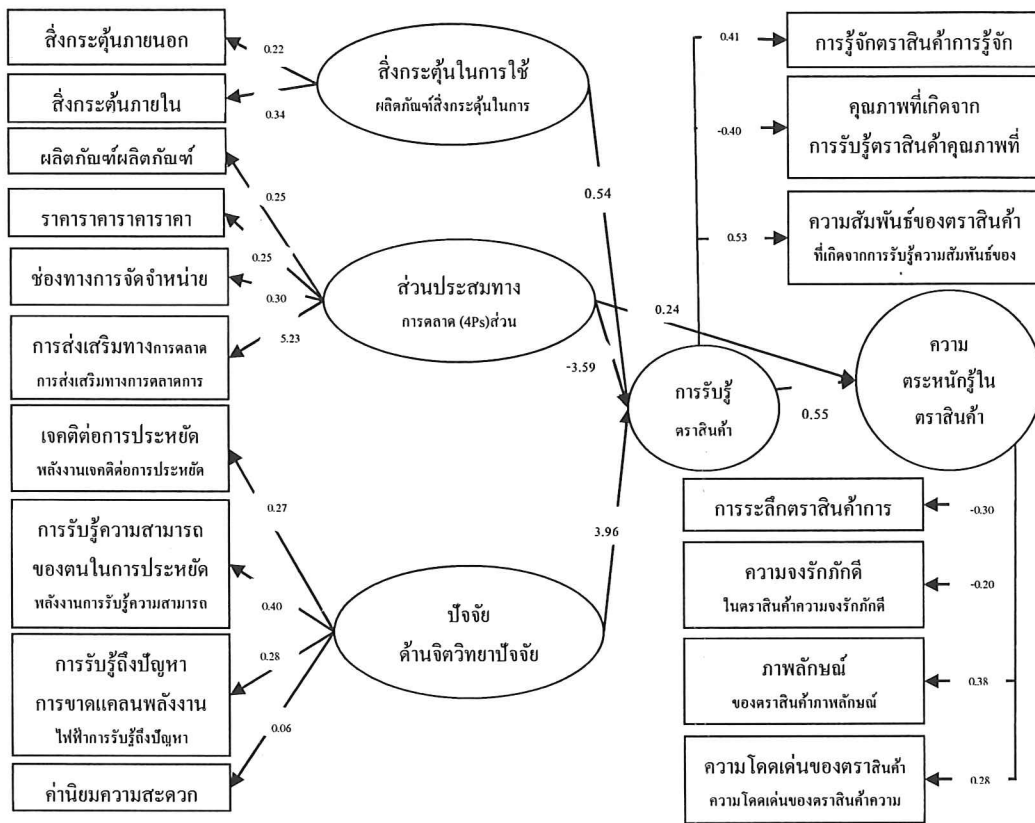 สิ่งกระตุ้นภายนอก
0.22
สิ่งกระตุ้นภายใน
0.34
สิ่งกระตุ้นในการใช้
ผลิตภัณฑ์สิ่งกระตุ้นในการ
ผลิตภัณฑ์ผลิตภัณฑ์
0.25
ราคาราคาราคาราคา
0.25
ช่องทางการจัดจำหน่าย
0.30
การส่งเสริมทางการตลาด
การส่งเสริมทางการตลาดการ
5.23
ส่วนประสมทาง
การตลาด (4Ps)ส่วน
เจคติต่อการประหยัด
พลังงานเจคติต่อการประหยัด
0.27
การรับรู้ความสามารถ
ของตนในการประหยัด
พลังงานการรับรู้ความสามารถ
0.40
การรับรู้ถึงปัญหา
การขาดแคลนพลังงาน
ไฟฟ้าการรับรู้ถึงปัญหา
0.28
ค่านิยมความสะดวก
0.06
ปัจจัย
ด้านจิตวิทยาปัจจัย
0.54
-3.59
3.96
0.24
การรับรู้
ตราสินค้า
0.55
0.41
การรู้จักตราสินค้าการรู้จัก
-0.40
คุณภาพที่เกิดจาก
การรับรู้ตราสินค้าคุณภาพที่
0.53
ความสัมพันธ์ของตราสินค้า
ที่เกิดจากการรับรู้ความสัมพันธ์ของ
ความ
ตระหนักรู้ใน
ตราสินค้า
การระลึกตราสินค้าการ
-0.30
ความจงรักภักดี
ในตราสินค้าความจงรักภักดี
-0.20
ภาพลักษณ์
ของตราสินค้าภาพลักษณ์
0.38
ความโดดเด่นของตราสินค้า
ความโดดเด่นของตราสินค้าความ
0.28